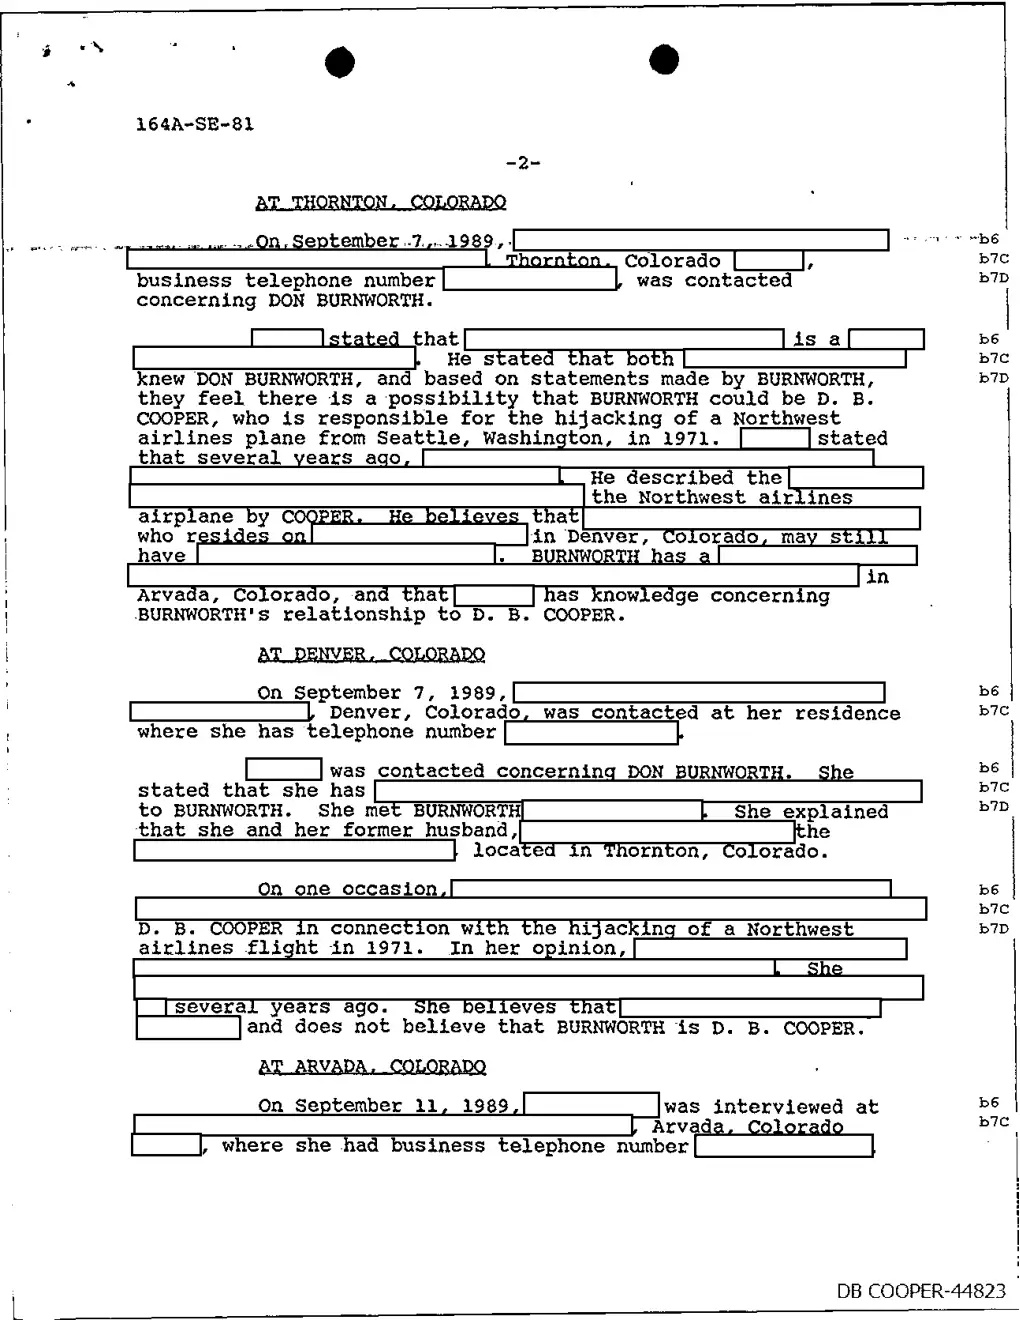 164A-SE-81
-2-
AT THORNTON, COLORADO
On September 7, 1989, b6
Thornton, Colorado , b7C
business telephone number , was contacted b7D
concerning DON BURNWORTH.
stated that is a b6
. He stated that both b7C
knew DON BURNWORTH, and based on statements made by BURNWORTH, b7D
they feel there is a possibility that BURNWORTH could be D. B.
COOPER, who is responsible for the hijacking of a Northwest
airlines plane from Seattle, Washington, in 1971. stated
that several years ago,
. He described the
the Northwest airlines
airplane by COOPER. He believes that
who resides on in Denver, Colorado, may still
have . BURNWORTH has a
in
Arvada, Colorado, and that has knowledge concerning
BURNWORTH's relationship to D. B. COOPER.
AT DENVER, COLORADO
On September 7, 1989, b6
, Denver, Colorado, was contacted at her residence b7C
where she has telephone number .
was contacted concerning DON BURNWORTH. She b6
stated that she has b7C
to BURNWORTH. She met BURNWORTH . She explained b7D
that she and her former husband, the
, located in Thornton, Colorado.
On one occasion, b6
b7C
D. B. COOPER in connection with the hijacking of a Northwest b7D
airlines flight in 1971. In her opinion,
. She
several years ago. She believes that
and does not believe that BURNWORTH is D. B. COOPER.
AT ARVADA, COLORADO
On September 11, 1989, was interviewed at b6
, Arvada, Colorado b7C
, where she had business telephone number .
DB COOPER-44823